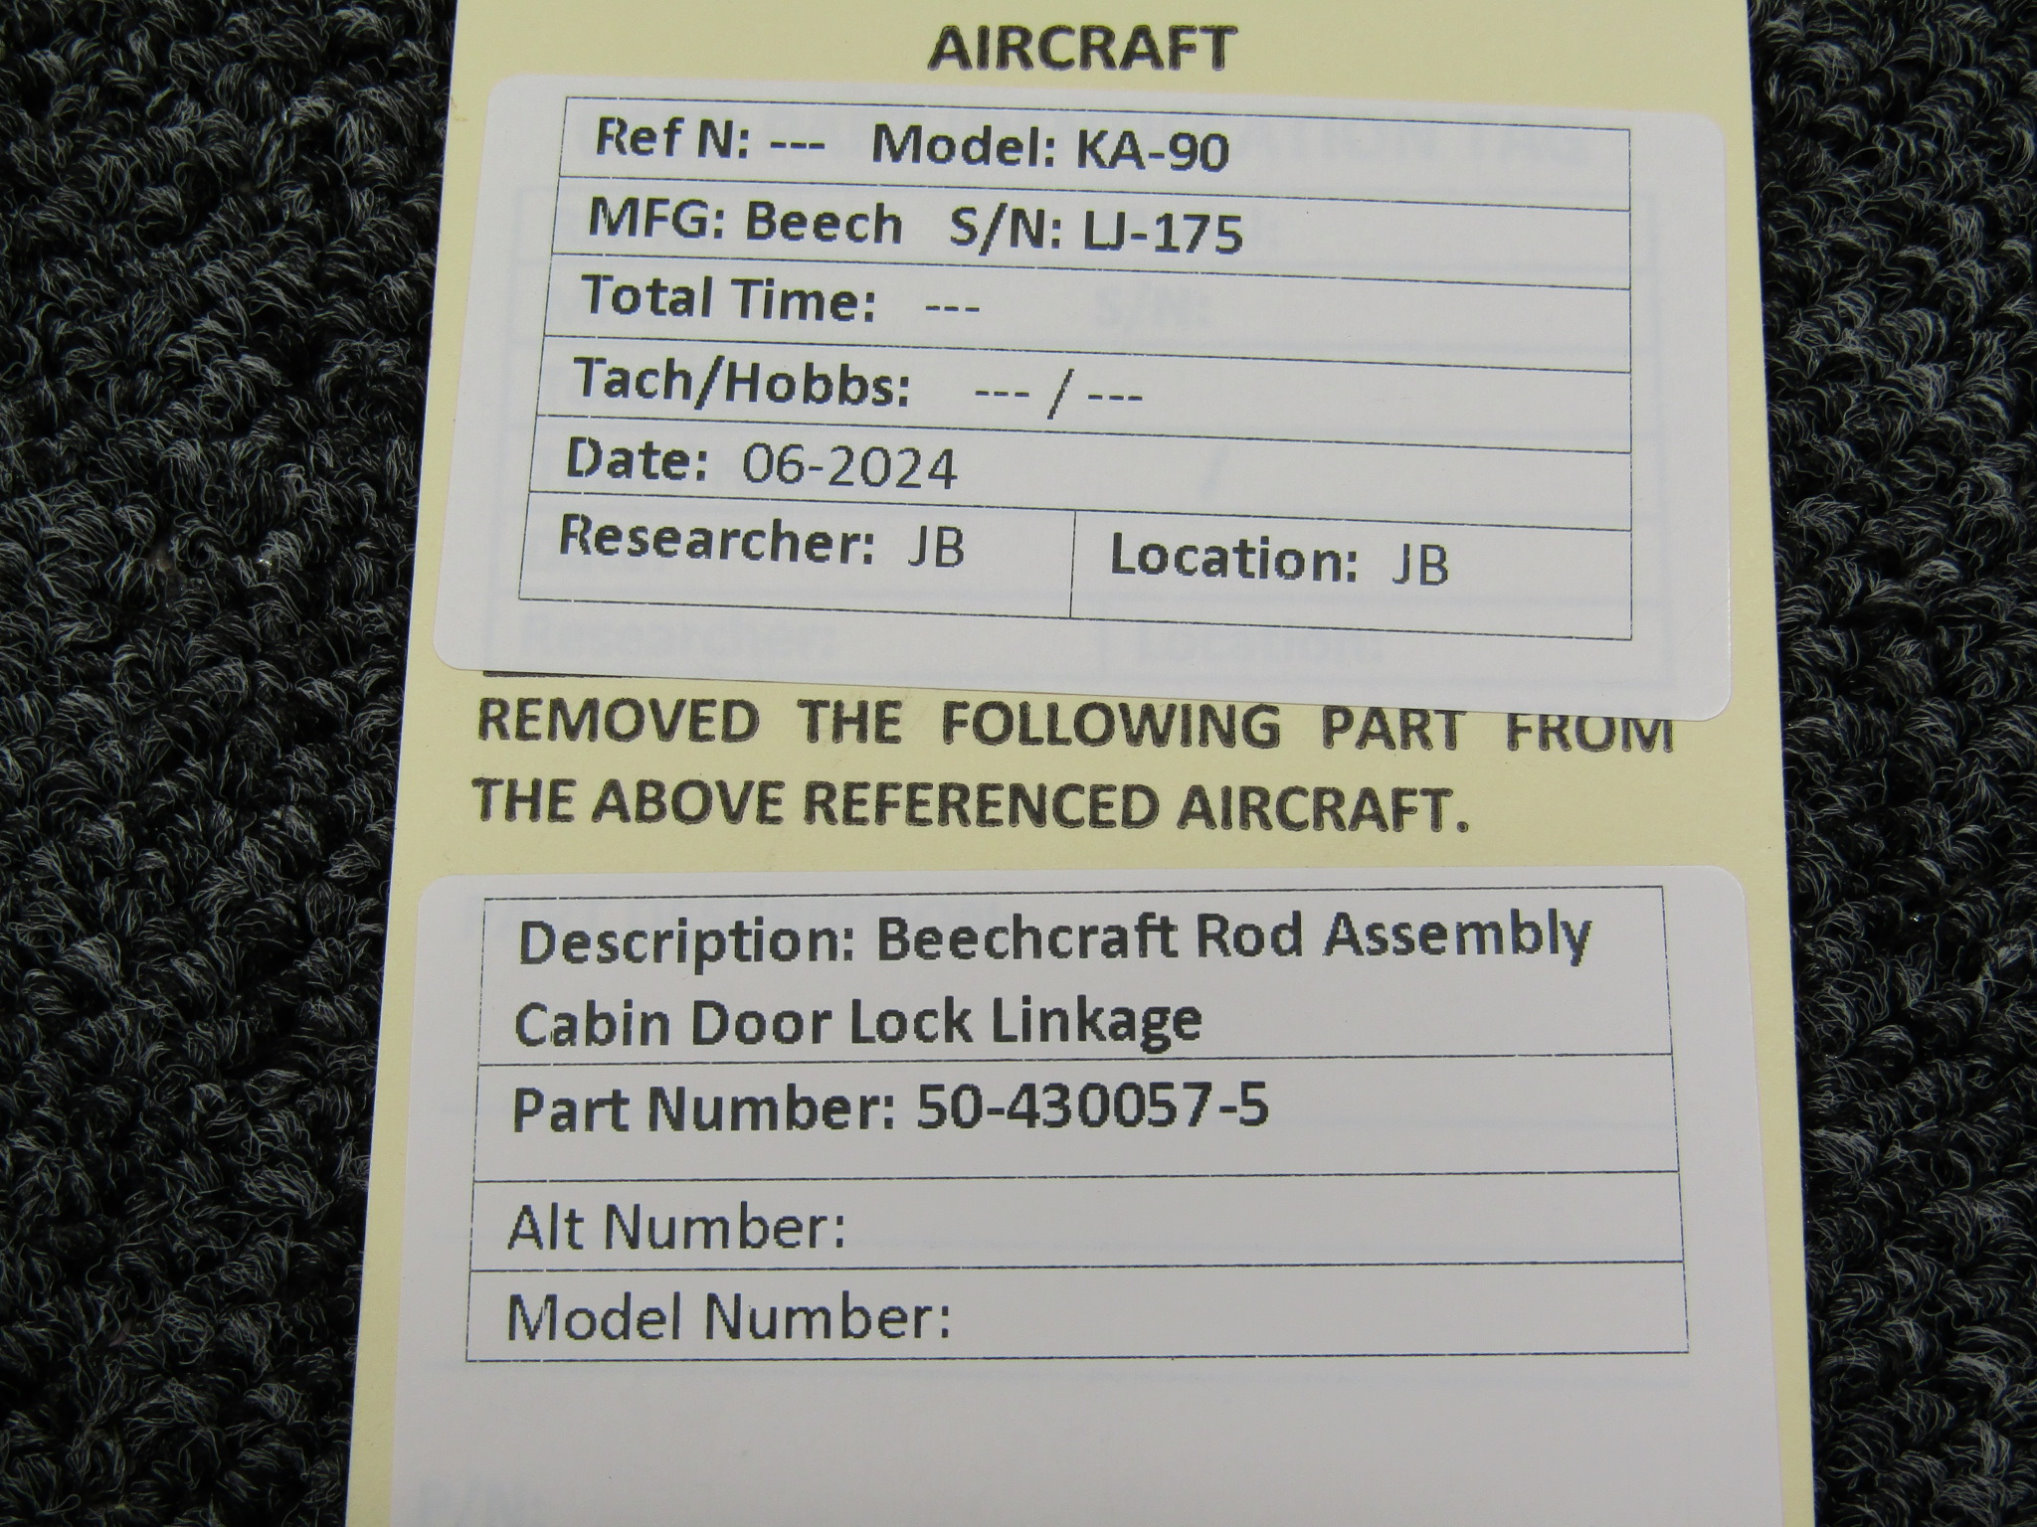 AIRCRAFT
Ref N: --- Model: KA-90
MFG: Beech S/N: LJ-175
Total Time: ---
Tach/Hobbs: --- / ---
Date: 06-2024
Researcher: JB Location: JB
REMOVED THE FOLLOWING PART FROM
THE ABOVE REFERENCED AIRCRAFT.
Description: Beechcraft Rod Assembly
Cabin Door Lock Linkage
Part Number: 50-430057-5
Alt Number:
Model Number: